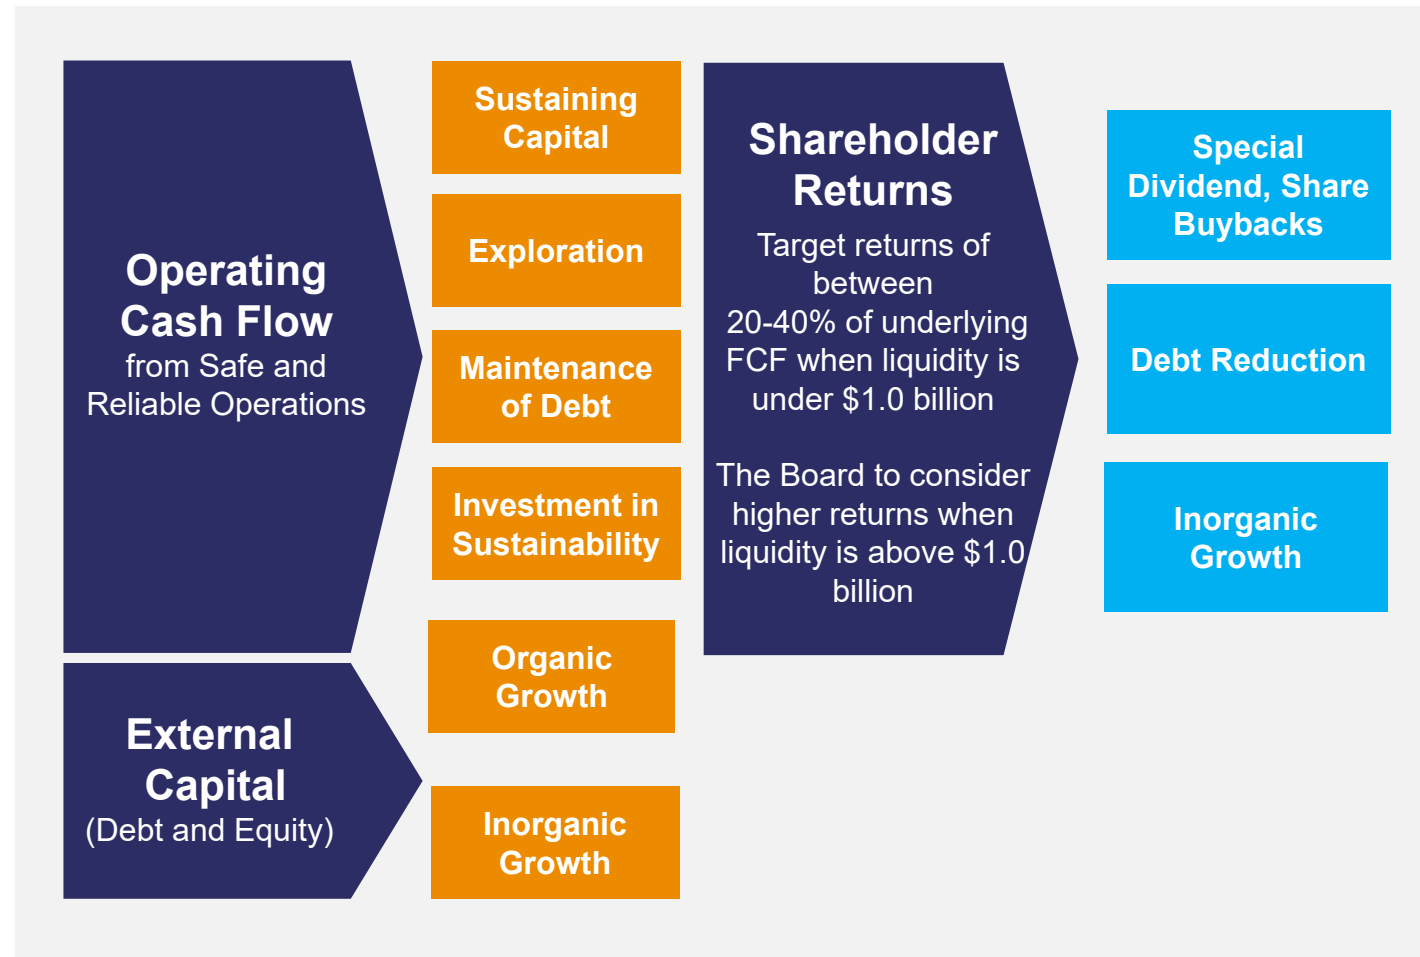 Operating
Cash Flow
from Safe and
Reliable Operations
External
Capital
(Debt and Equity)
Sustaining
Capital
Exploration
Maintenance
of Debt
Investment in
Sustainability
Organic
Growth
Inorganic
Growth
Shareholder
Returns
Target returns of
between
20-40% of underlying
FCF when liquidity is
under $1.0 billion
The Board to consider
higher returns when
liquidity is above $1.0
billion
Special
Dividend, Share
Buybacks
Debt Reduction
Inorganic
Growth